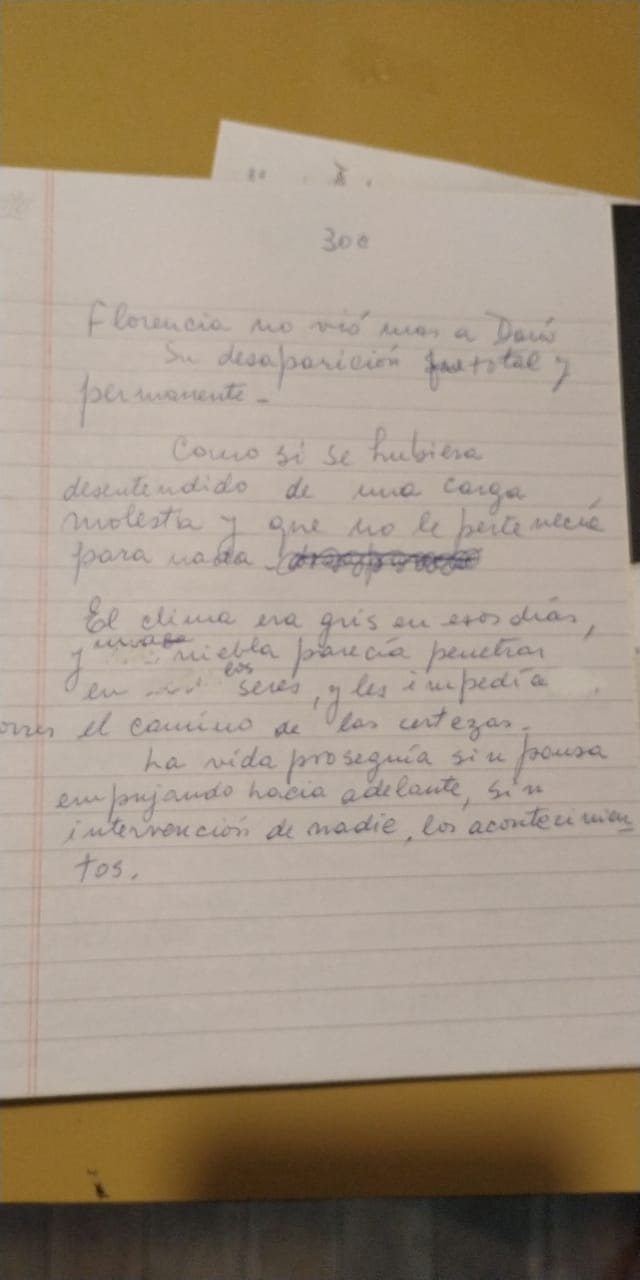 300
Florencia no vió mas a Darío
Su desaparición fue total y
permanente -
Como si se hubiera
desentendido de una carga
molesta y que no le pertenecía
para nada -
El clima era gris en esos días,
y una niebla parecía penetrar
en los seres, y les impedía
el camino de las certezas -
La vida proseguía sin pausa
empujando hacia adelante, sin
intervención de nadie, los acontecimien
tos.